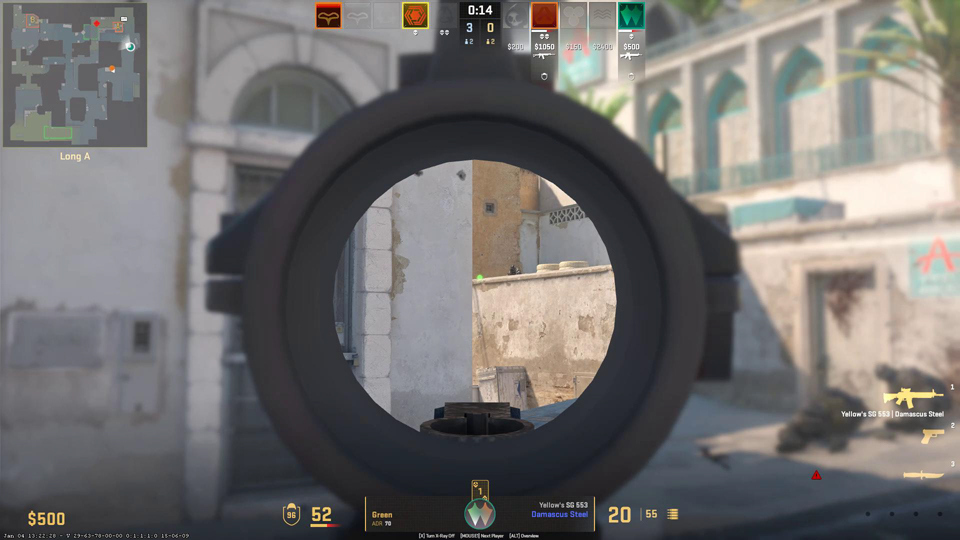 0:14
3 0
2 2
$200 $1050 $150 $2400 $500
Long A
A
1
Yellow's SG 553 | Damascus Steel
2
3
1
$500
96 52
Green
ADR 70
Yellow's SG 553
Damascus Steel
20 | 55
[X] Turn X-Ray Off [MOUSE1] Next Player [ALT] Overview